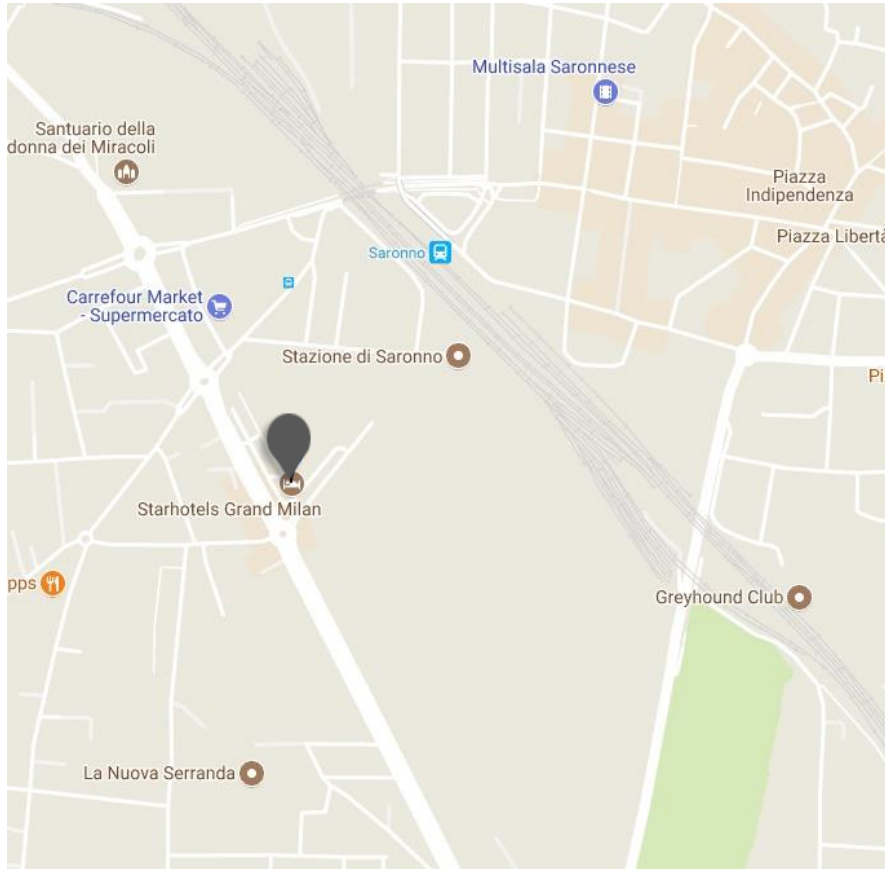 Multisala Saronnese
Santuario della
donna dei Miracoli
Piazza
Indipendenza
Piazza Libertà
Saronno
Carrefour Market
- Supermercato
Stazione di Saronno
Pi
Starhotels Grand Milan
pps
Greyhound Club
La Nuova Serranda